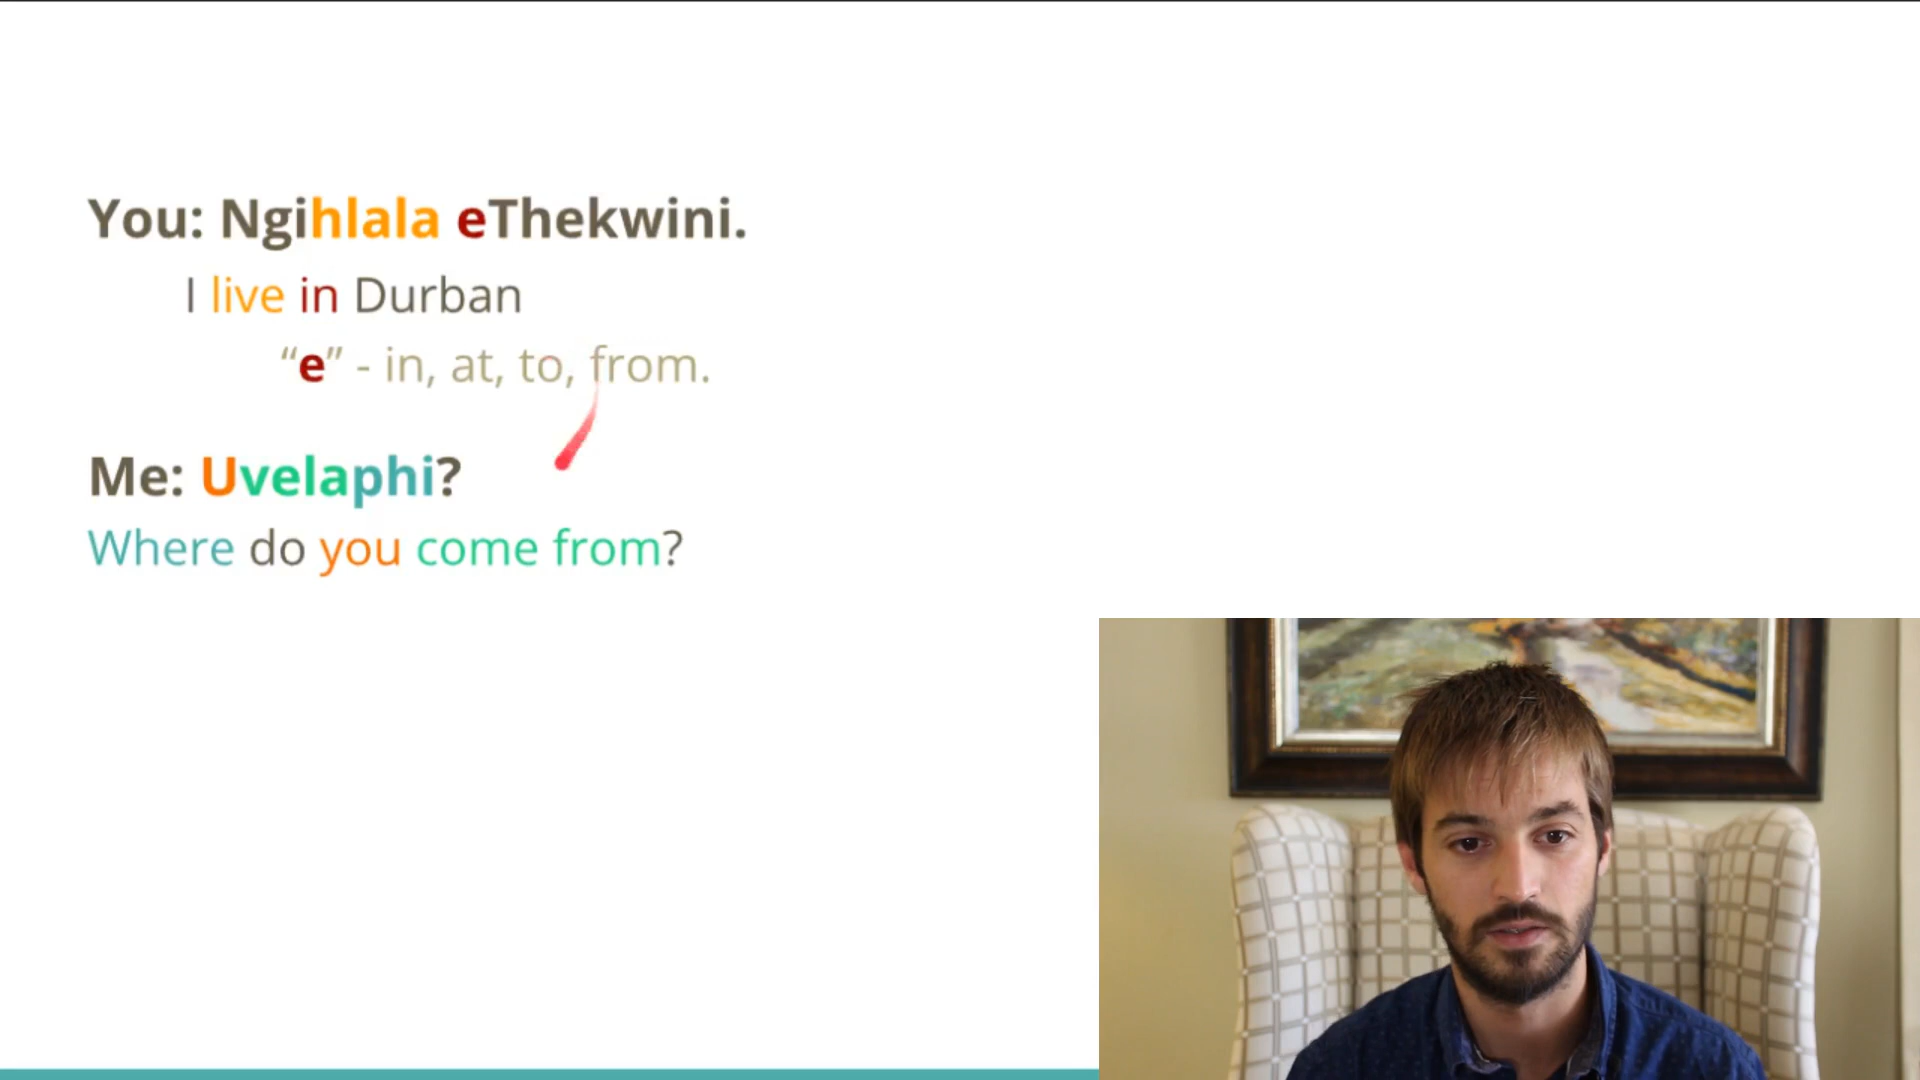 You: Ngihlala eThekwini.
I live in Durban
“e” - in, at, to, from.
Me: Uvelaphi?
Where do you come from?